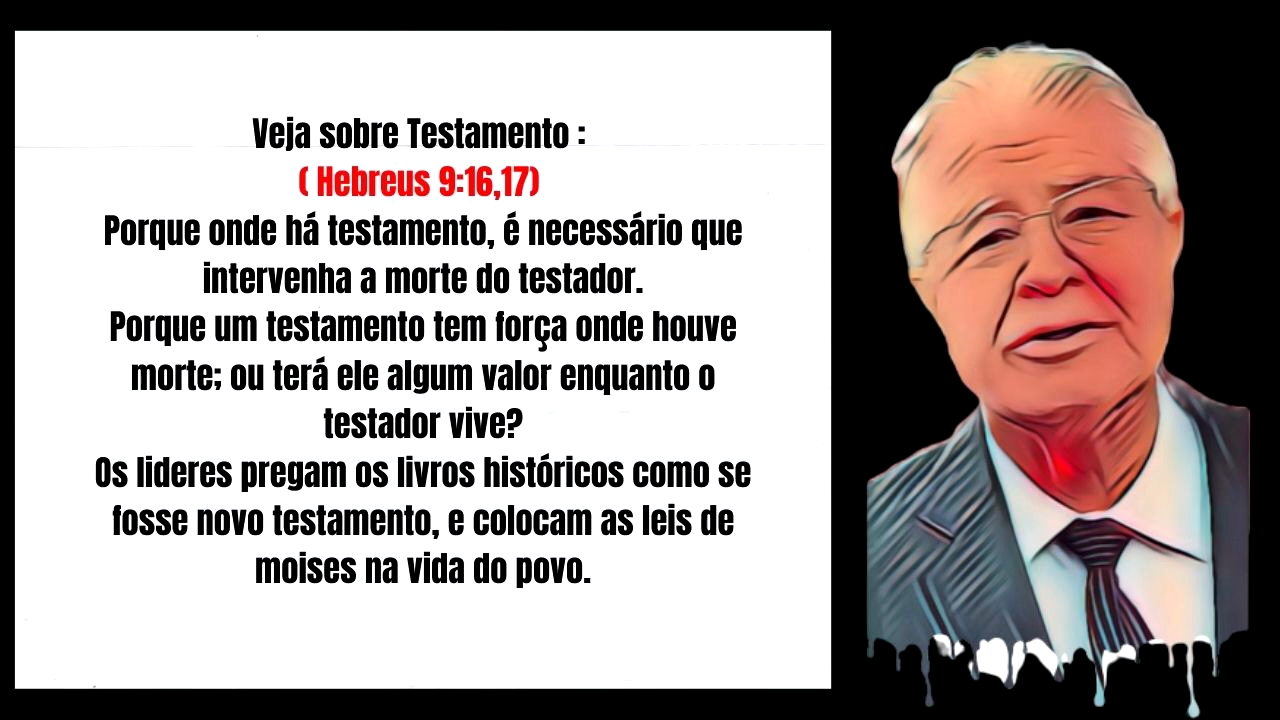 Veja sobre Testamento :
( Hebreus 9:16,17)
Porque onde há testamento, é necessário que
intervenha a morte do testador.
Porque um testamento tem força onde houve
morte; ou terá ele algum valor enquanto o
testador vive?
Os lideres pregam os livros históricos como se
fosse novo testamento, e colocam as leis de
moises na vida do povo.